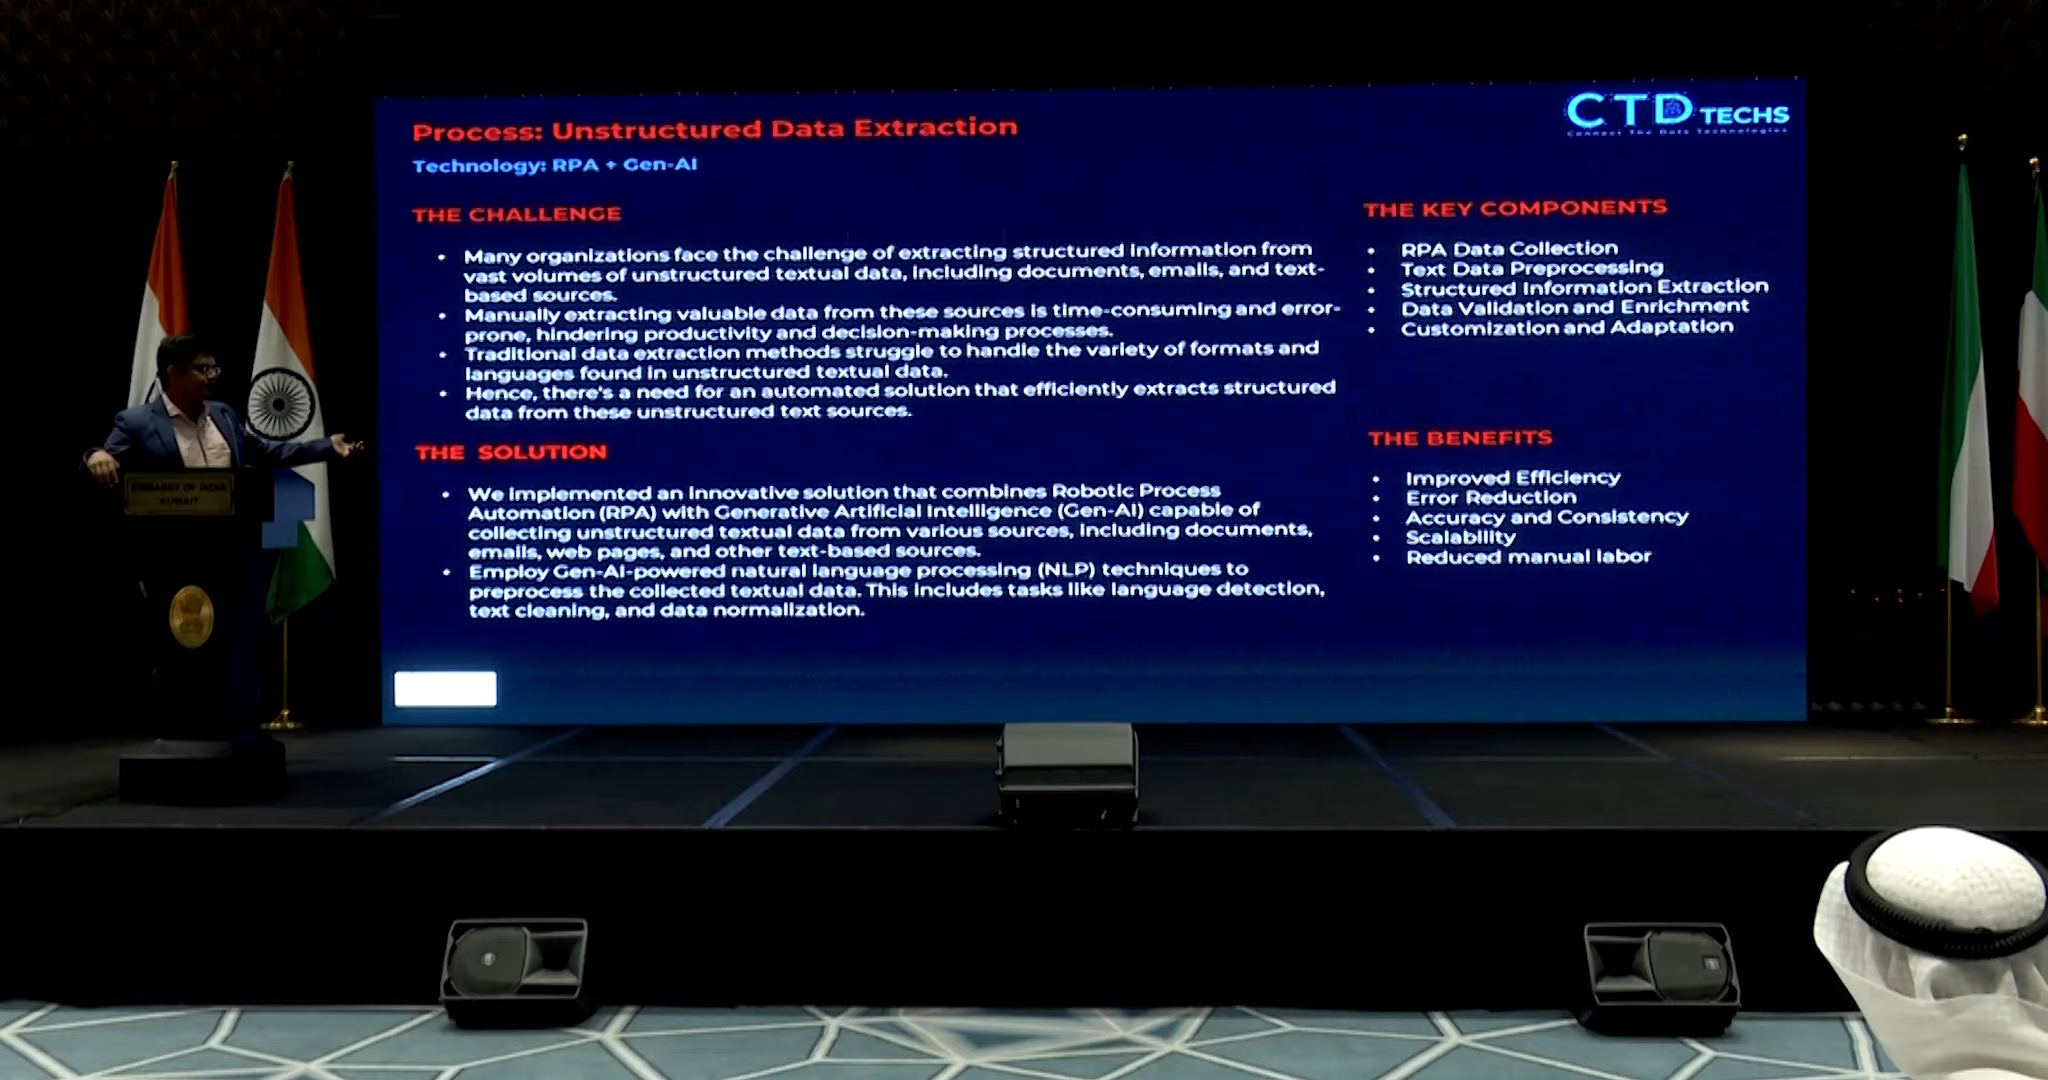 Process: Unstructured Data Extraction
Technology: RPA + Gen-AI
CTD TECHS
Connect The Dots Technologies
THE CHALLENGE
• Many organizations face the challenge of extracting structured information from
vast volumes of unstructured textual data, including documents, emails, and text-
based sources.
• Manually extracting valuable data from these sources is time-consuming and error-
prone, hindering productivity and decision-making processes.
• Traditional data extraction methods struggle to handle the variety of formats and
languages found in unstructured textual data.
• Hence, there's a need for an automated solution that efficiently extracts structured
data from these unstructured text sources.
THE SOLUTION
• We implemented an innovative solution that combines Robotic Process
Automation (RPA) with Generative Artificial Intelligence (Gen-AI) capable of
collecting unstructured textual data from various sources, including documents,
emails, web pages, and other text-based sources.
• Employ Gen-AI-powered natural language processing (NLP) techniques to
preprocess the collected textual data. This includes tasks like language detection,
text cleaning, and data normalization.
THE KEY COMPONENTS
• RPA Data Collection
• Text Data Preprocessing
• Structured Information Extraction
• Data Validation and Enrichment
• Customization and Adaptation
THE BENEFITS
• Improved Efficiency
• Error Reduction
• Accuracy and Consistency
• Scalability
• Reduced manual labor
EMBASSY OF INDIA
KUWAIT